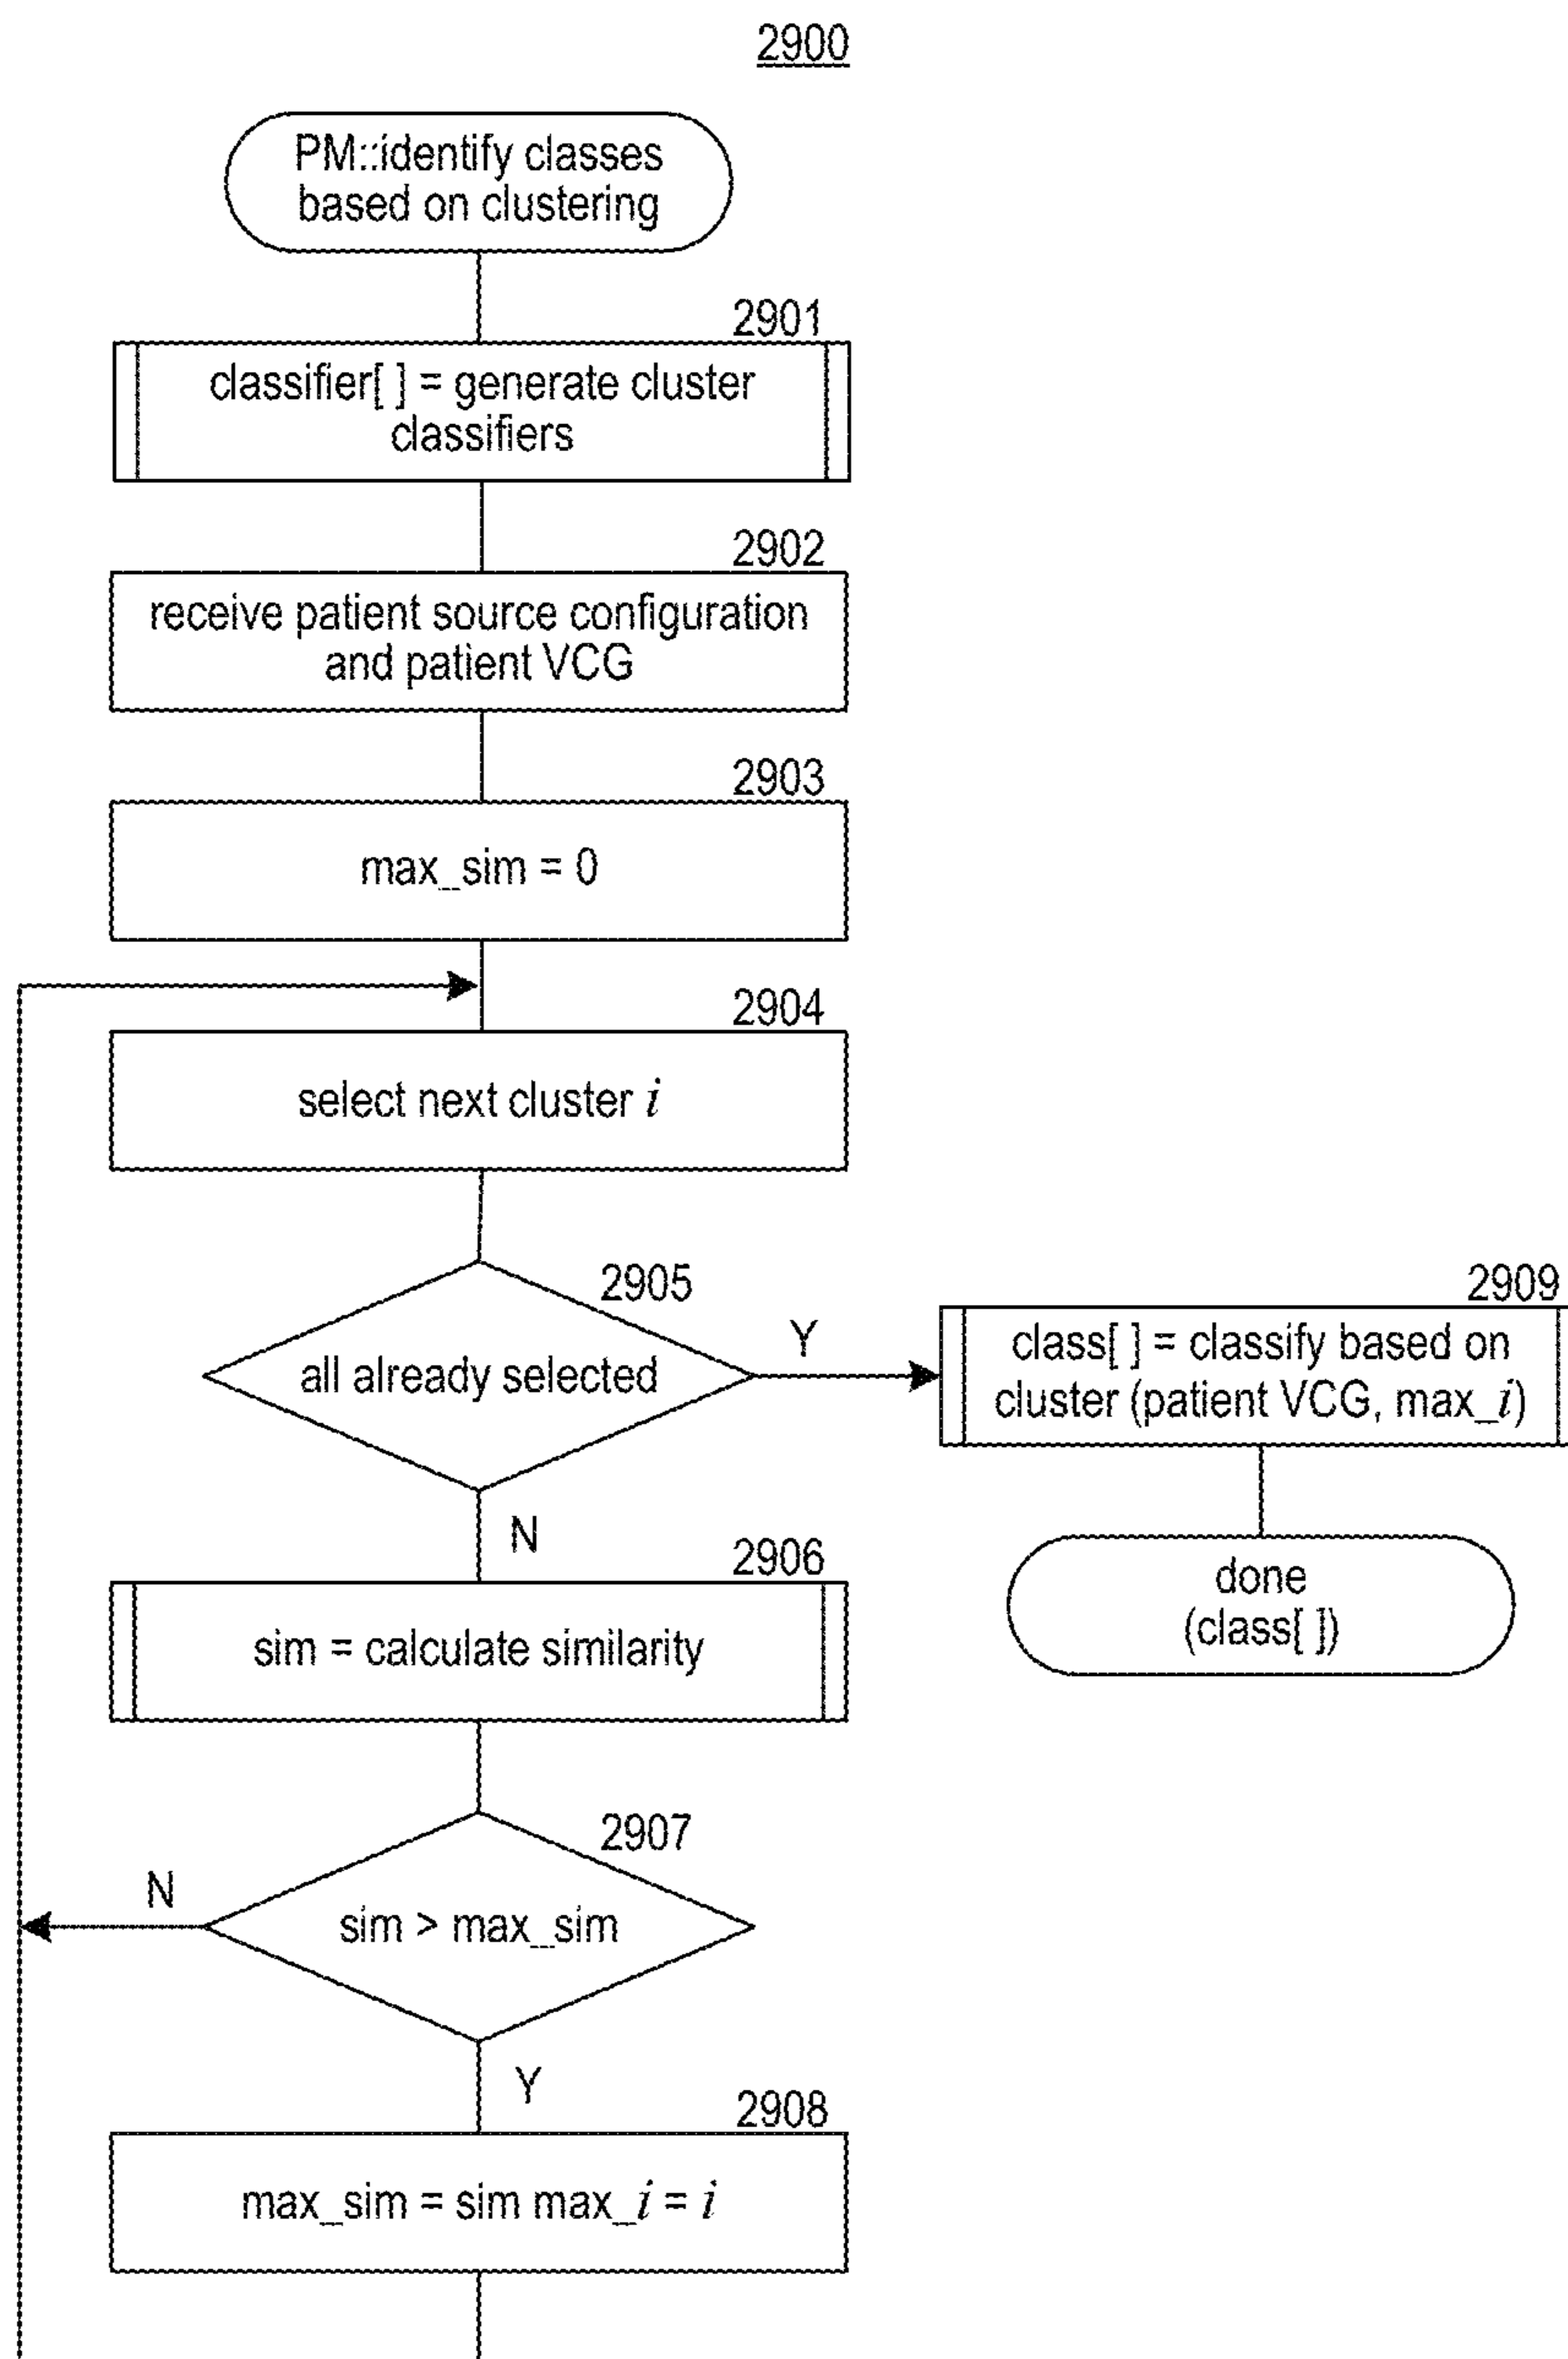 2900
PM::identify classes
based on clustering
2901
classifier[ ] = generate cluster
classifiers
2902
receive patient source configuration
and patient VCG
2903
max_sim = 0
2904
select next cluster i
2905
all already selected
Y
2909
class[ ] = classify based on
cluster (patient VCG, max_i)
N
done
(class[ ])
2906
sim = calculate similarity
2907
N
sim > max_sim
Y
2908
max_sim = sim max_i = i